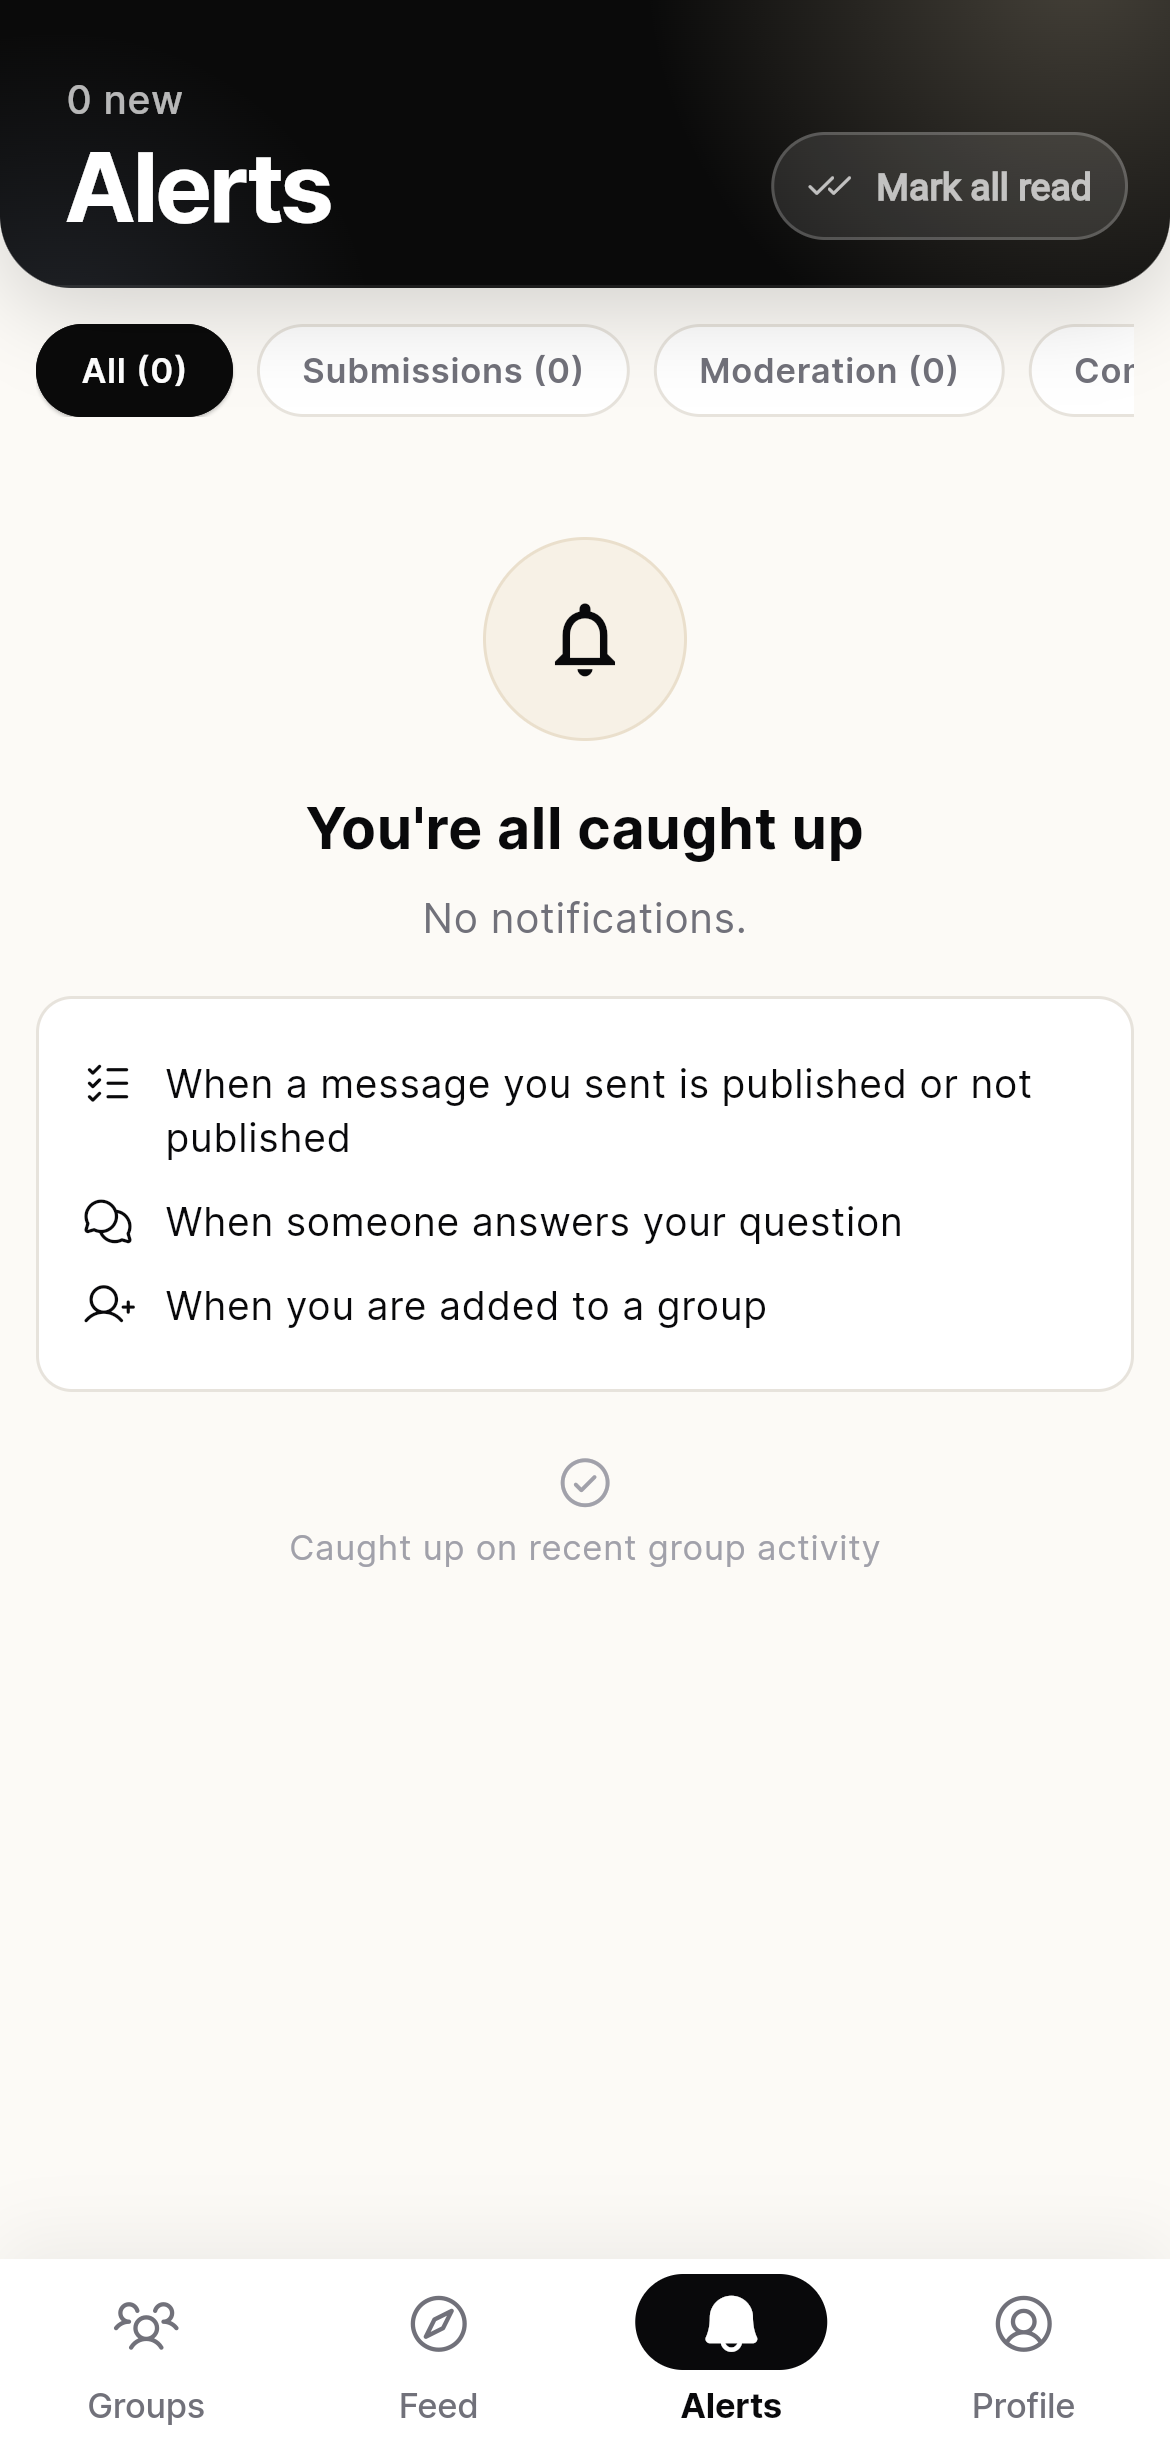 0 new
Alerts
Mark all read
All (0)
Submissions (0)
Moderation (0)
You're all caught up
No notifications.
When a message you sent is published or not
published
When someone answers your question
When you are added to a group
Caught up on recent group activity
Groups
Feed
Alerts
Profile